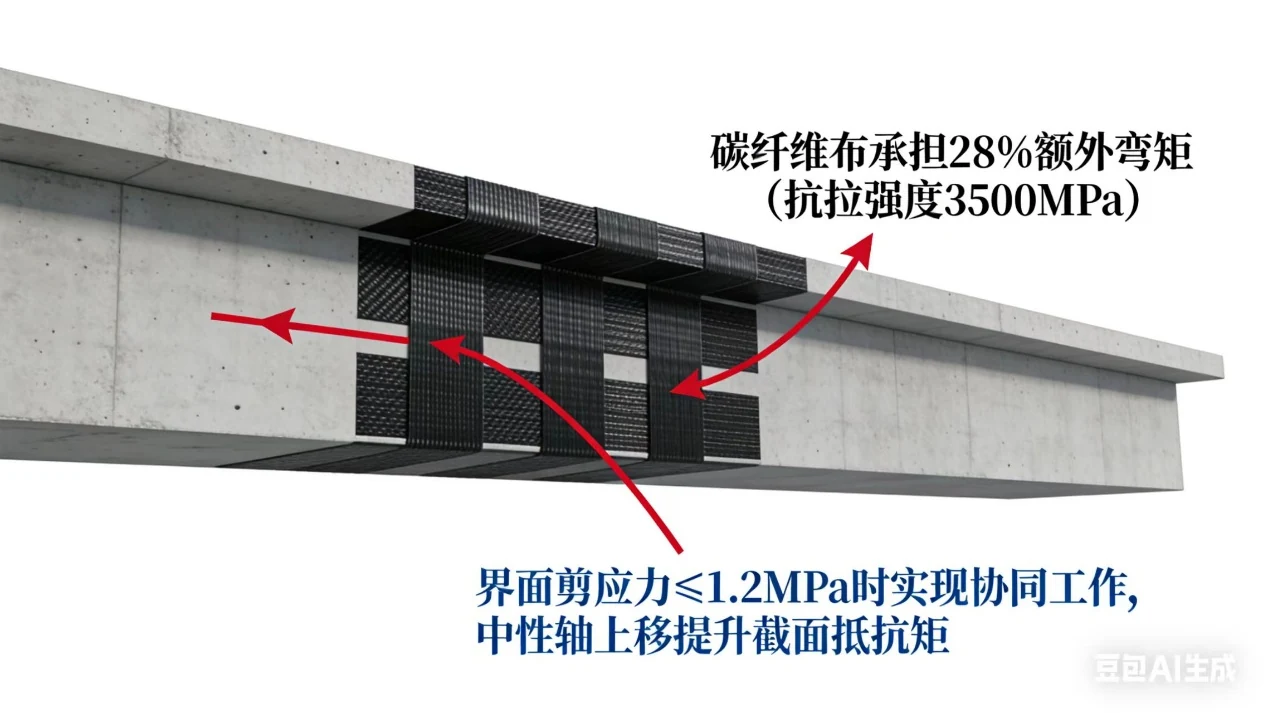 碳纤维布承担28%额外弯矩
（抗拉强度3500MPa）
界面剪应力≤1.2MPa时实现协同工作，
中性轴上移提升截面抵抗矩
豆包AI生成